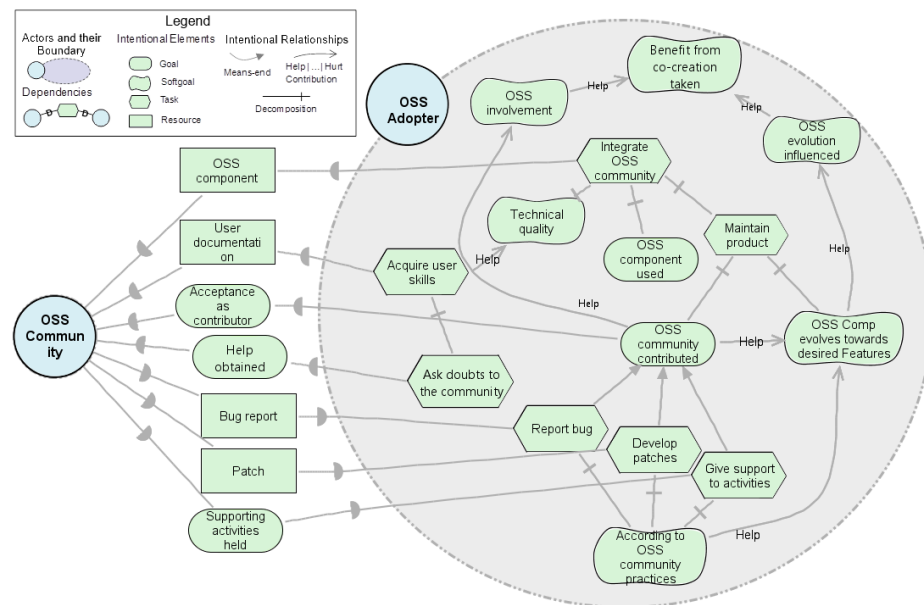 Legend
Actors and their
Boundary
Dependencies
D
D
Intentional Elements
Goal
Softgoal
Task
Resource
Intentional Relationships
Means-end
Help |...| Hurt
Contribution
Decomposition
OSS
Adopter
OSS
involvement
Help
Benefit from
co-creation
taken
Help
OSS
evolution
influenced
OSS
component
Integrate
OSS
community
Technical
quality
User
documentati
on
Maintain
product
Acquire user
skills
Help
OSS
component
used
Help
Acceptance
as
contributor
Help
OSS
Commun
ity
OSS
community
contributed
Help
OSS Comp
evolves towards
desired Features
Help
obtained
Ask doubts to
the community
Bug report
Report bug
Develop
patches
Patch
Give support
to activities
Supporting
activities
held
According to
OSS
community
practices
Help